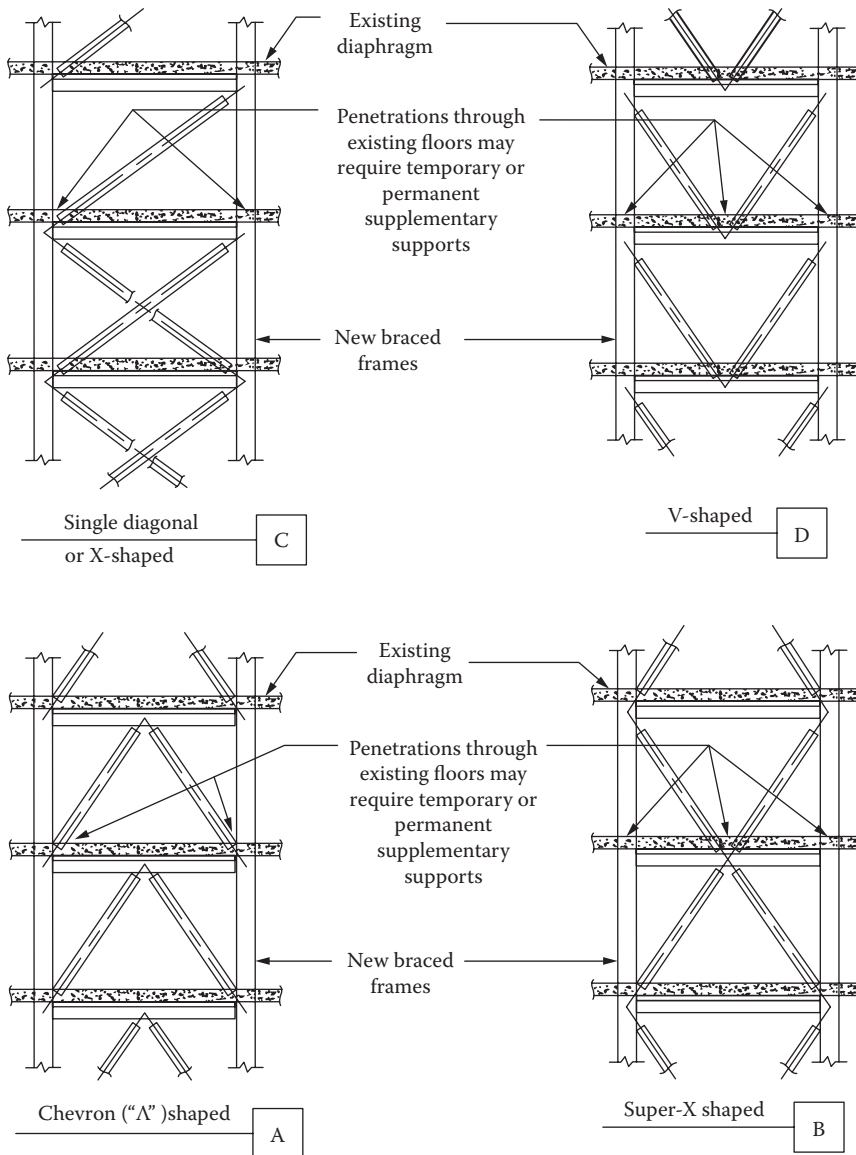 Existing
diaphragm
Penetrations through
existing floors may
require temporary or
permanent
supplementary
supports
New braced
frames
Single diagonal
or X-shaped
C
V-shaped
D
Existing
diaphragm
Penetrations through
existing floors may
require temporary or
permanent
supplementary
supports
New braced
frames
Chevron (“Λ” )shaped
A
Super-X shaped
B